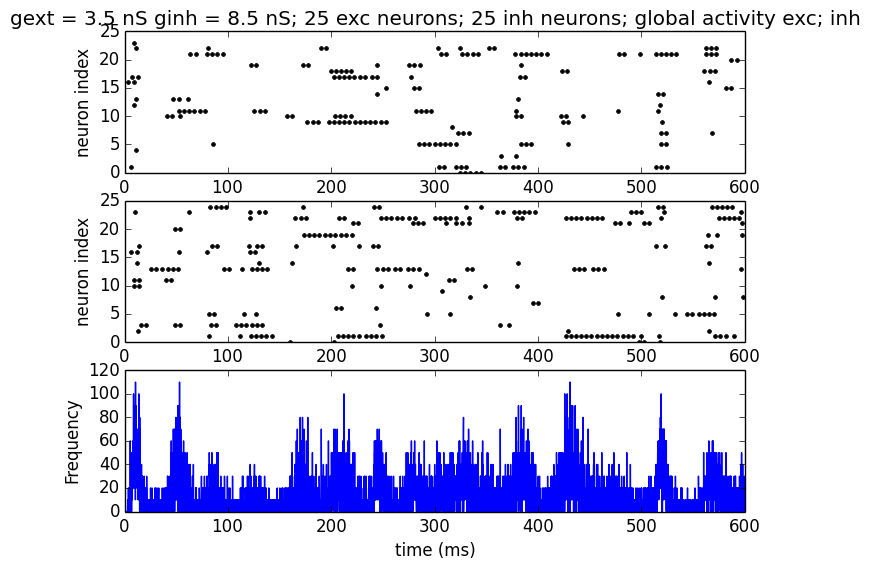 gext = 3.5 nS ginh = 8.5 nS; 25 exc neurons; 25 inh neurons; global activity exc; inh
25
20
15
10
5
0
neuron index
0 100 200 300 400 500 600
25
20
15
10
5
0
neuron index
0 100 200 300 400 500 600
120
100
80
60
40
20
0
Frequency
0 100 200 300 400 500 600
time (ms)